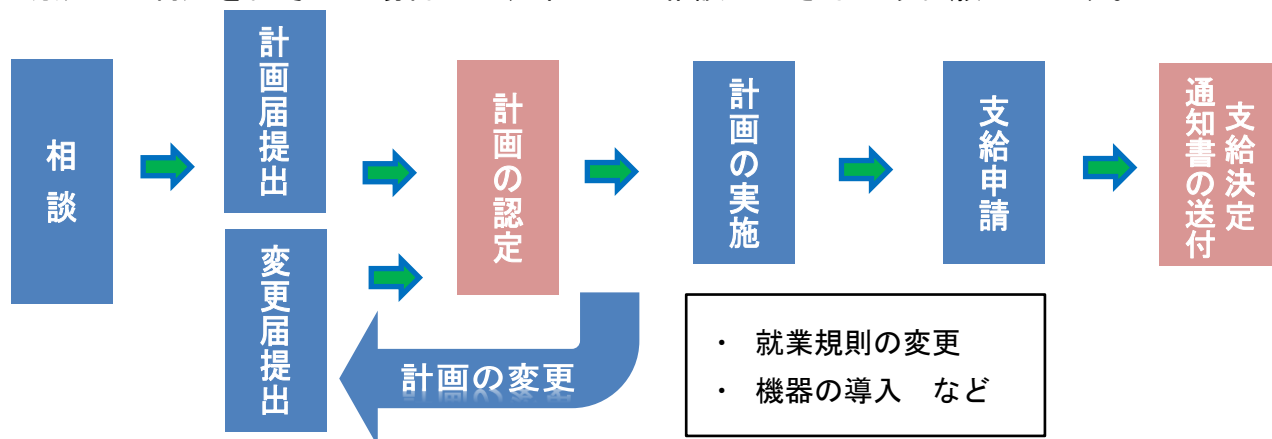 相談
計画届提出
変更届提出
計画の認定
計画の変更
計画の実施
・ 就業規則の変更
・ 機器の導入 など
支給申請
支給決定
通知書の送付